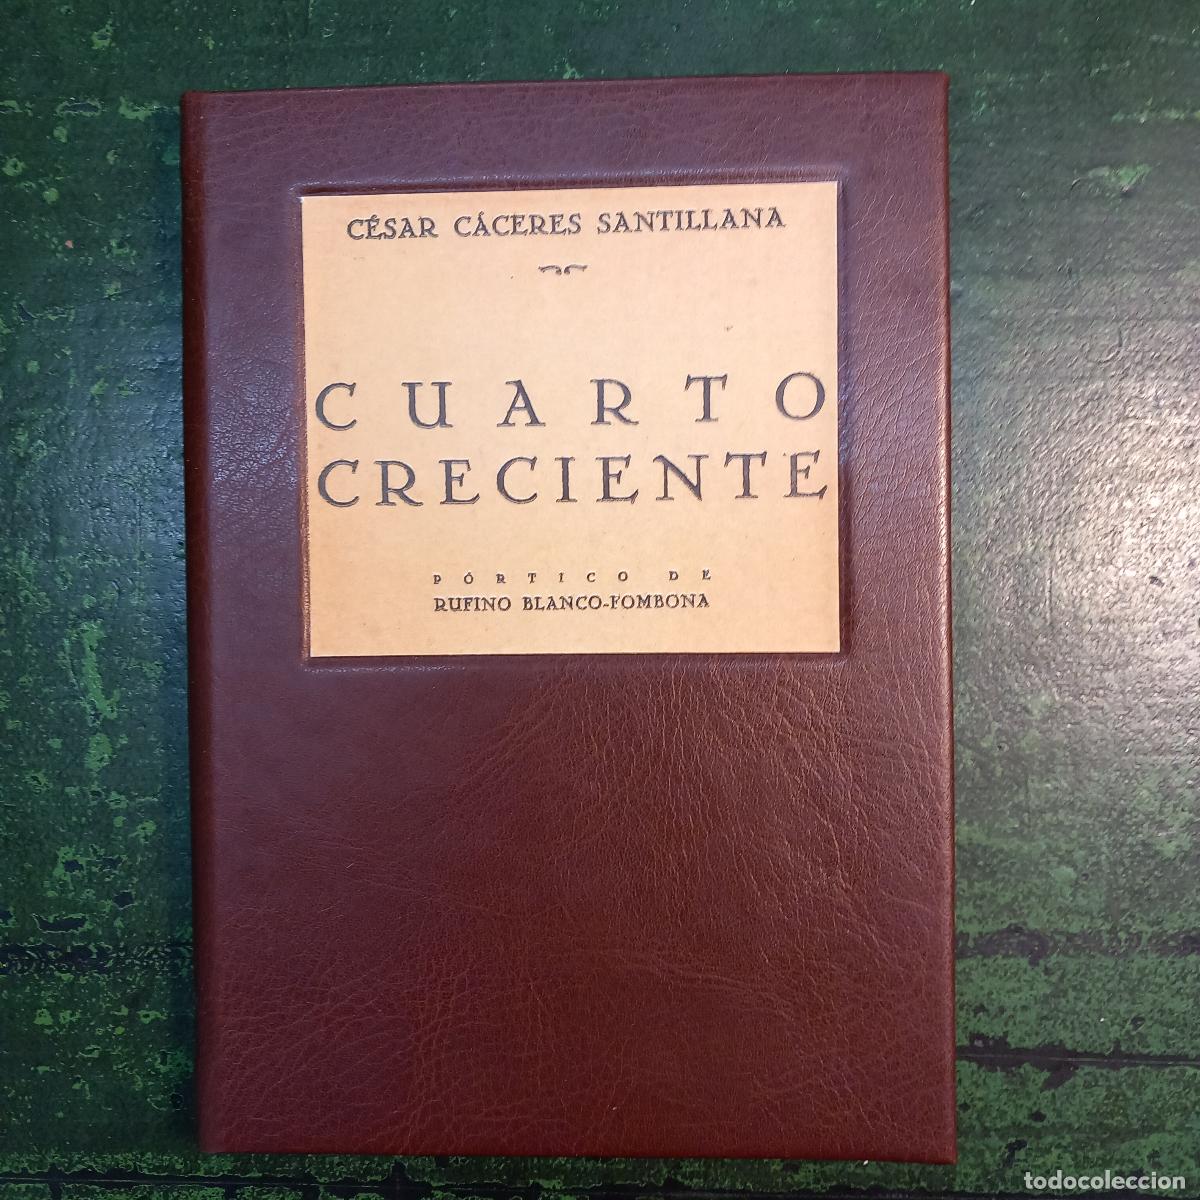 CÉSAR CÁCERES SANTILLANA
CUARTO
CRECIENTE
PÓRTICO DE
RUFINO BLANCO-FOMBONA
todocoleccion